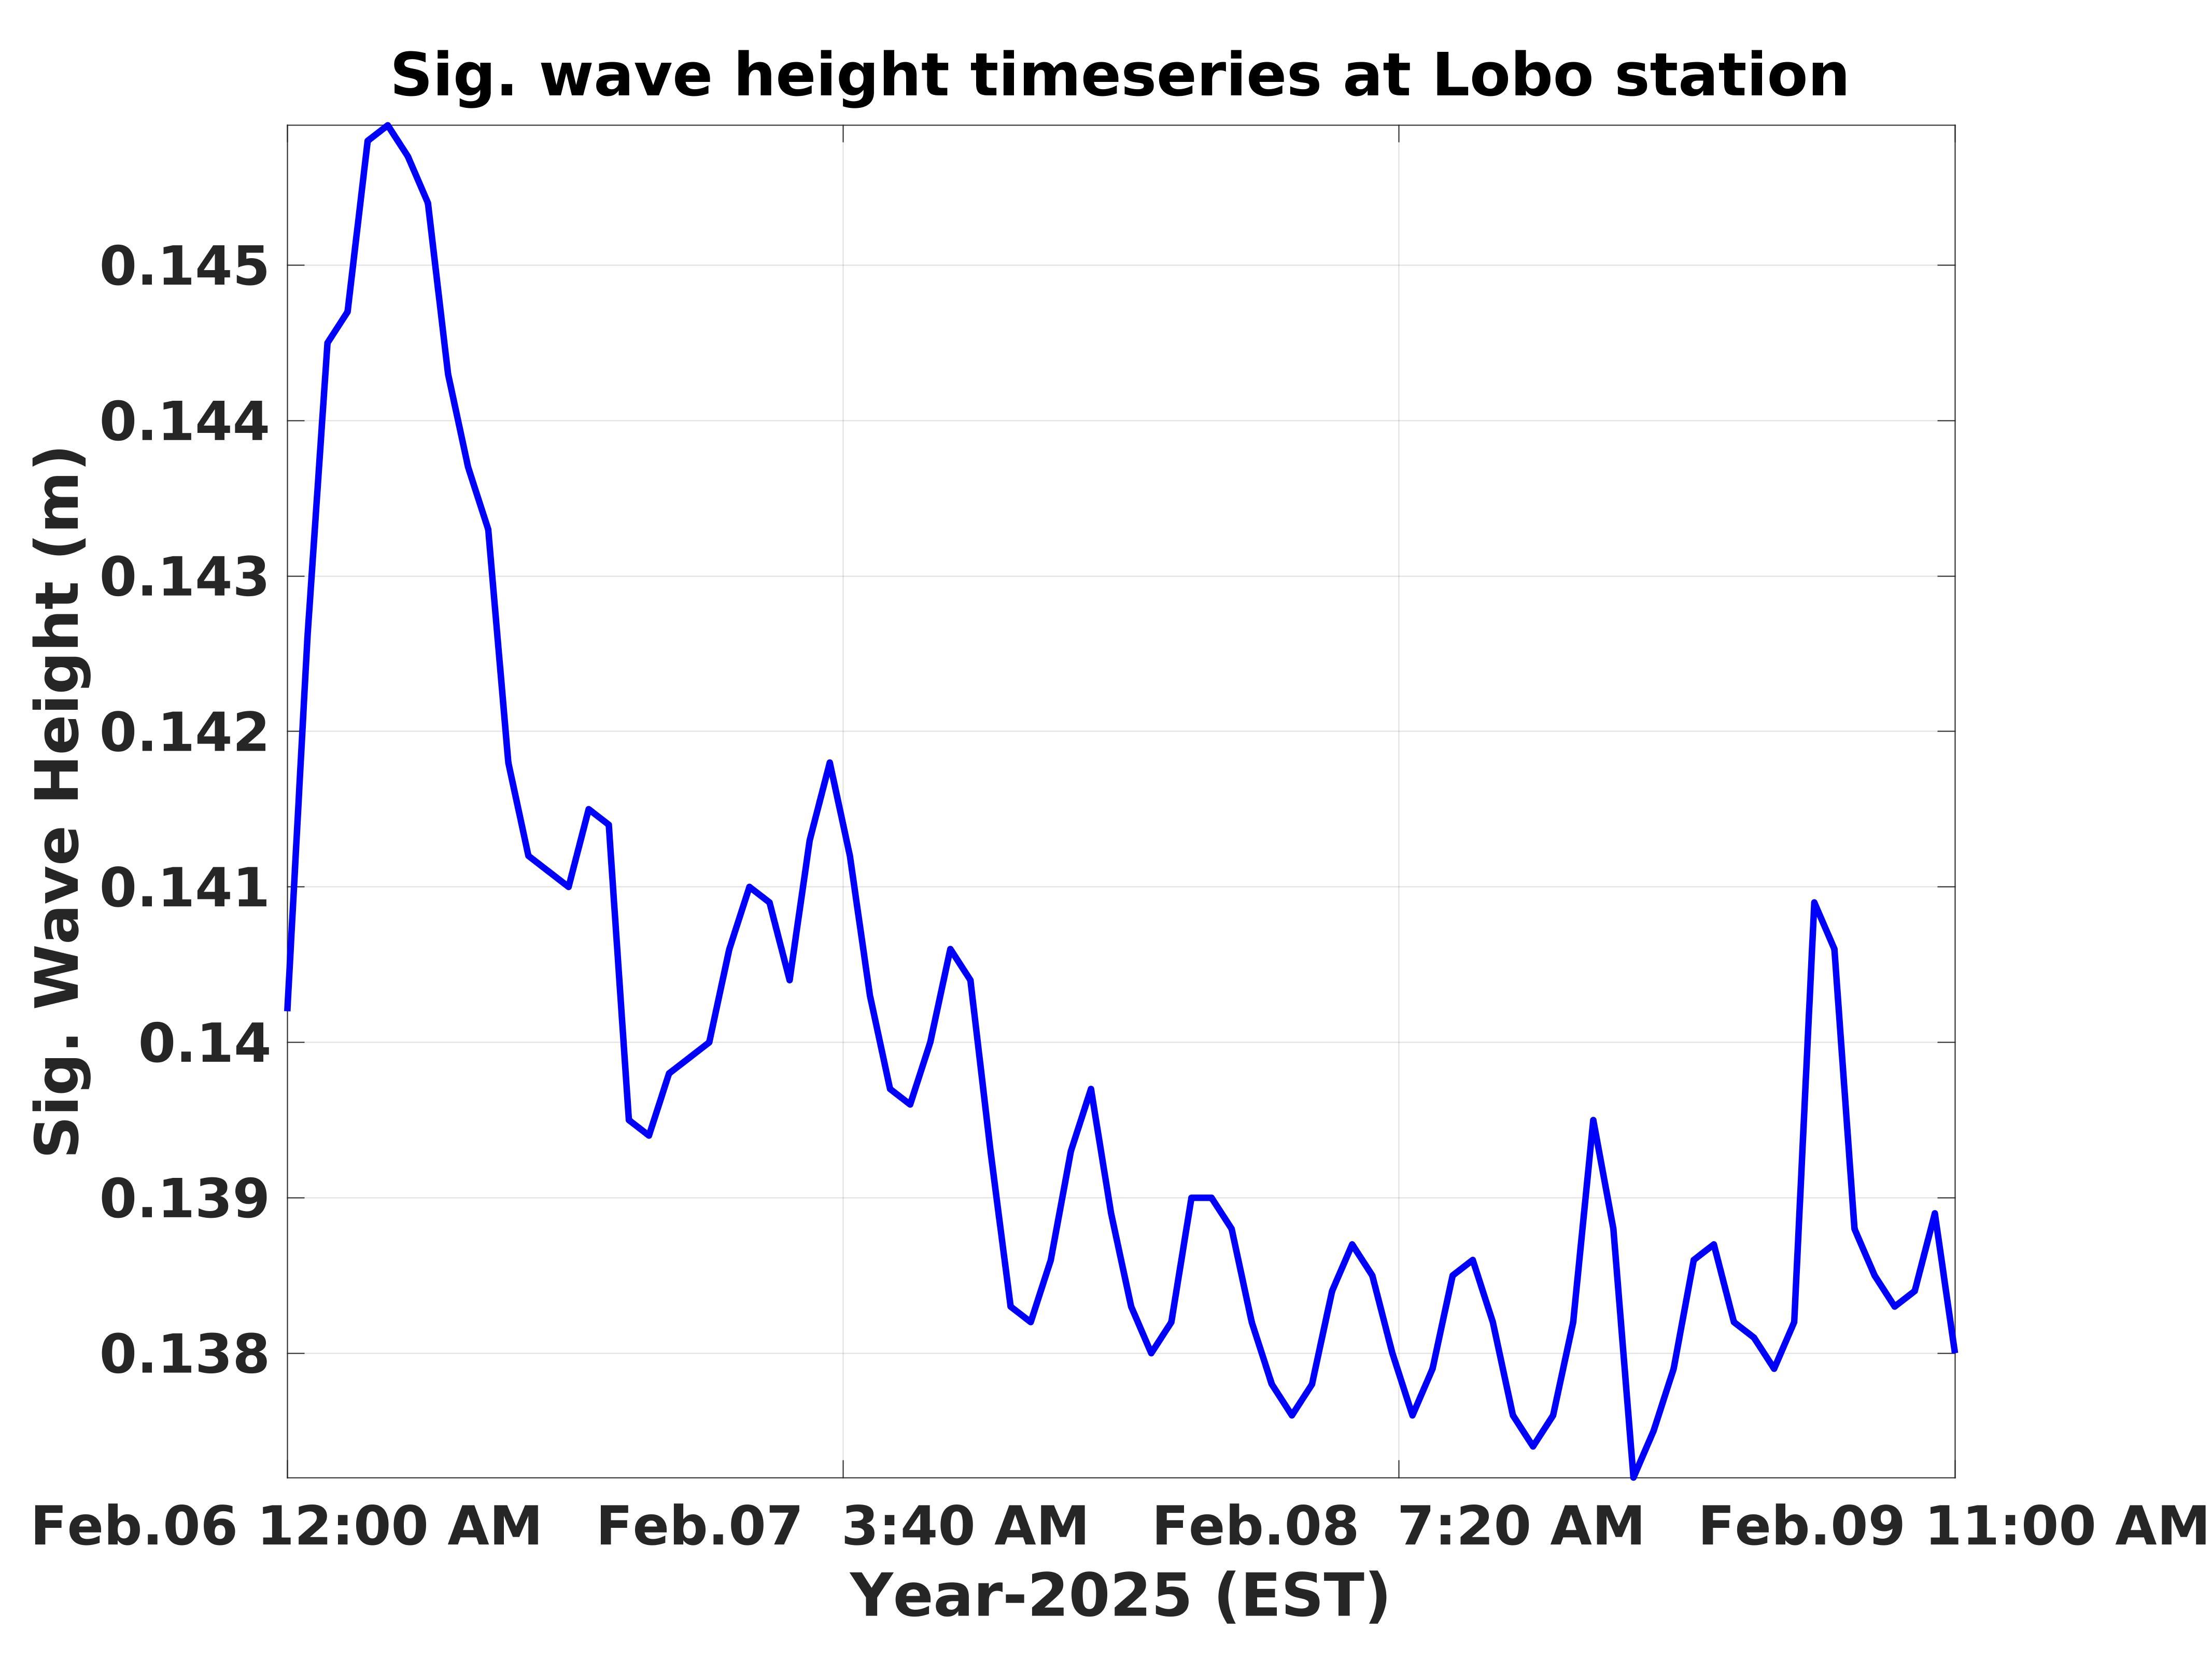 Sig. wave height timeseries at Lobo station
Sig. Wave Height (m)
0.145
0.144
0.143
0.142
0.141
0.14
0.139
0.138
Feb.06 12:00 AM Feb.07 3:40 AM Feb.08 7:20 AM Feb.09 11:00 AM
Year-2025 (EST)